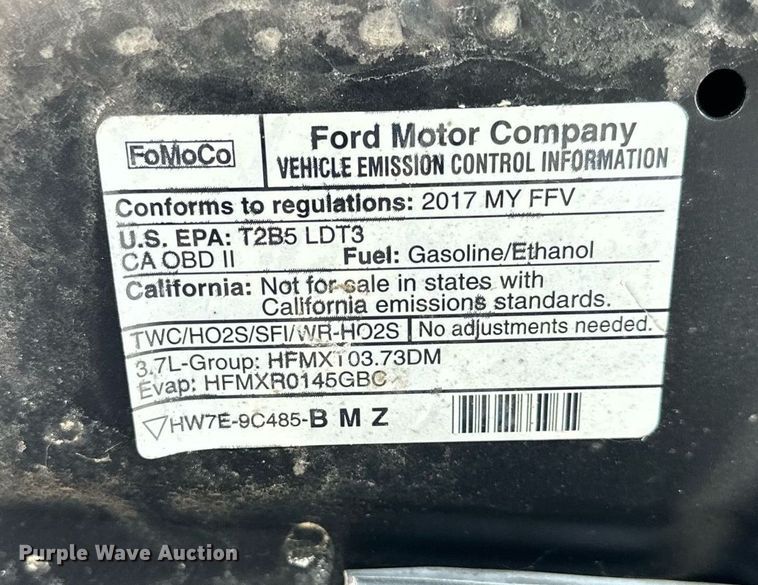 FoMoCo
Ford Motor Company
VEHICLE EMISSION CONTROL INFORMATION
Conforms to regulations: 2017 MY FFV
U.S. EPA: T2B5 LDT3
CA OBD II Fuel: Gasoline/Ethanol
California: Not for sale in states with
California emissions standards.
TWC/HO2S/SFI/WR-HO2S No adjustments needed.
3.7L-Group: HFMXT03.73DM
Evap: HFMXR0145GBC
HW7E-9C485-B M Z
Purple Wave Auction